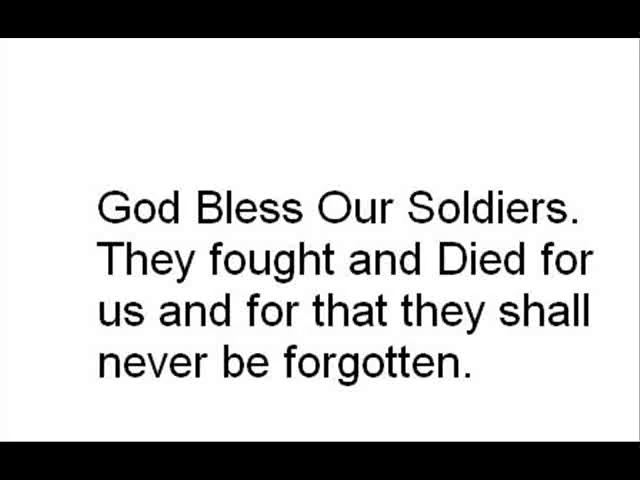 God Bless Our Soldiers.
They fought and Died for
us and for that they shall
never be forgotten.